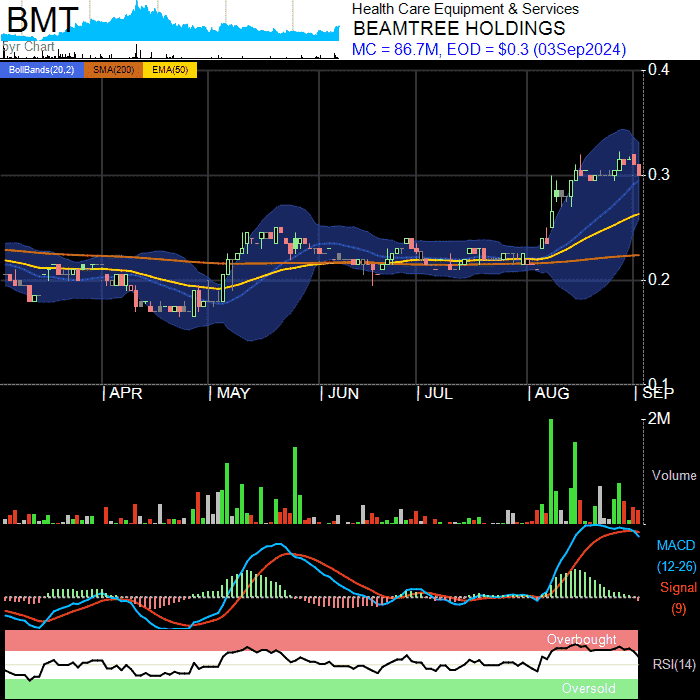 BMT
5yr Chart
Health Care Equipment & Services
BEAMTREE HOLDINGS
MC = 86.7M, EOD = $0.3 (03Sep2024)
BollBands(20,2) SMA(200) EMA(50)
0.4
0.3
0.2
0.1
APR MAY JUN JUL AUG SEP
2M
Volume
MACD
(12-26)
Signal
(9)
Overbought
RSI(14)
Oversold